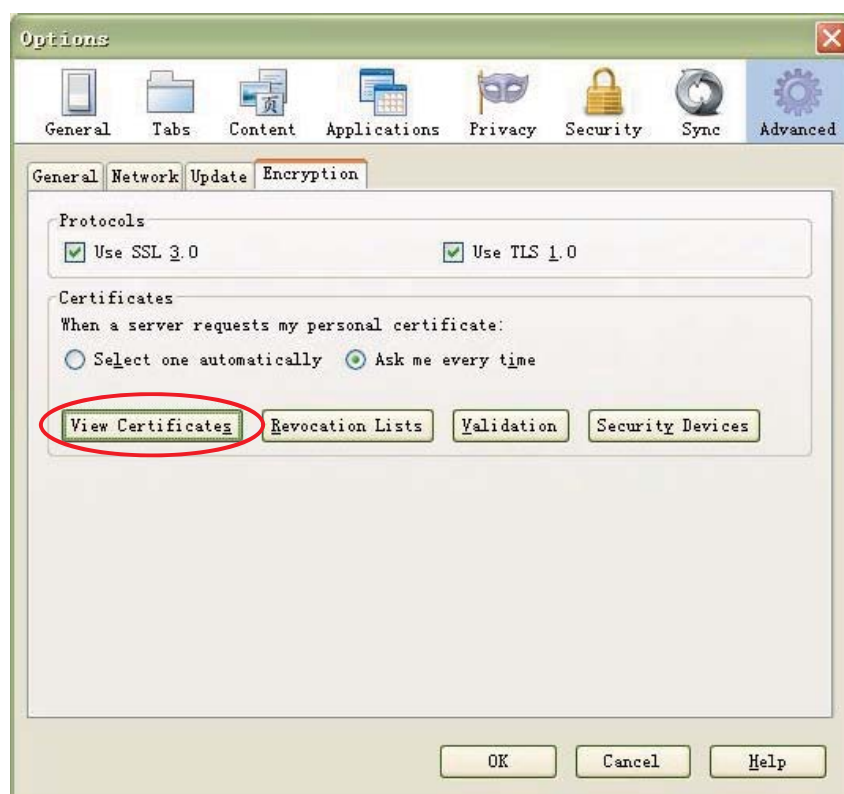 Options
General Tabs Content Applications Privacy Security Sync Advanced
页
General Network Update Encryption
Protocols
Use SSL 3.0 Use TLS 1.0
Certificates
When a server requests my personal certificate:
Select one automatically Ask me every time
View Certificates Revocation Lists Validation Security Devices
OK Cancel Help